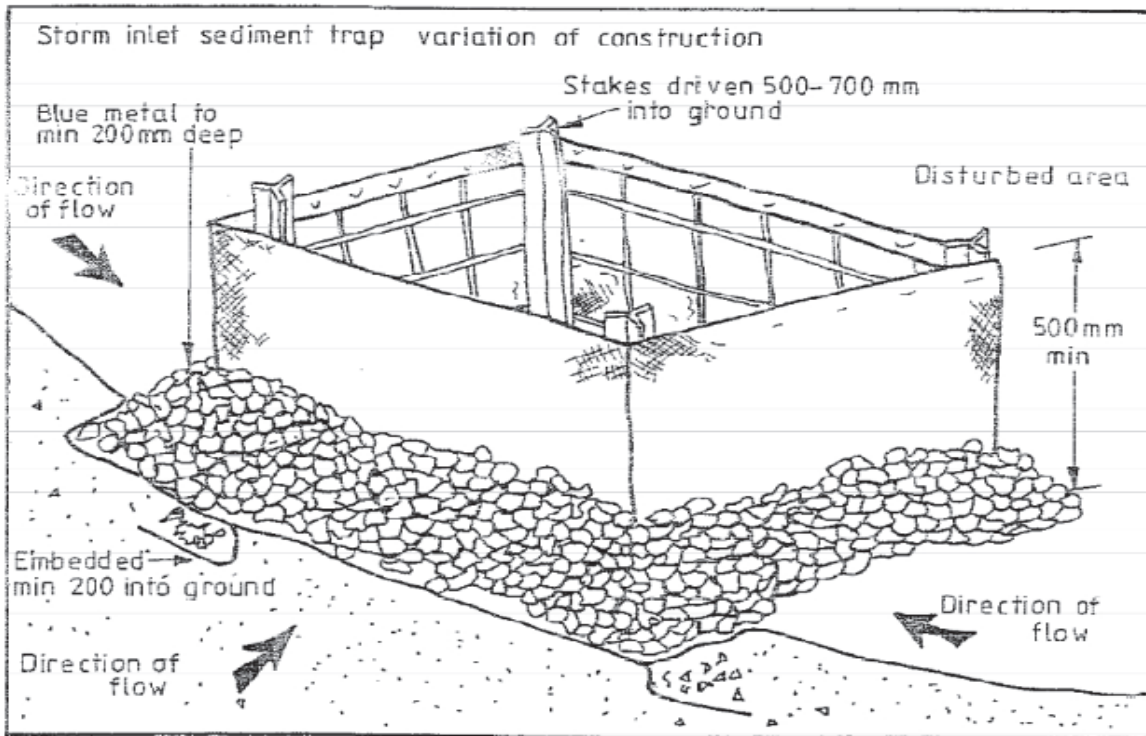 Storm inlet sediment trap variation of construction
Stakes driven 500-700 mm
into ground
Blue metal to
min 200mm deep
Direction
of flow
Disturbed area
500mm
min
Embedded
min 200 into ground
Direction of
flow
Direction of
flow